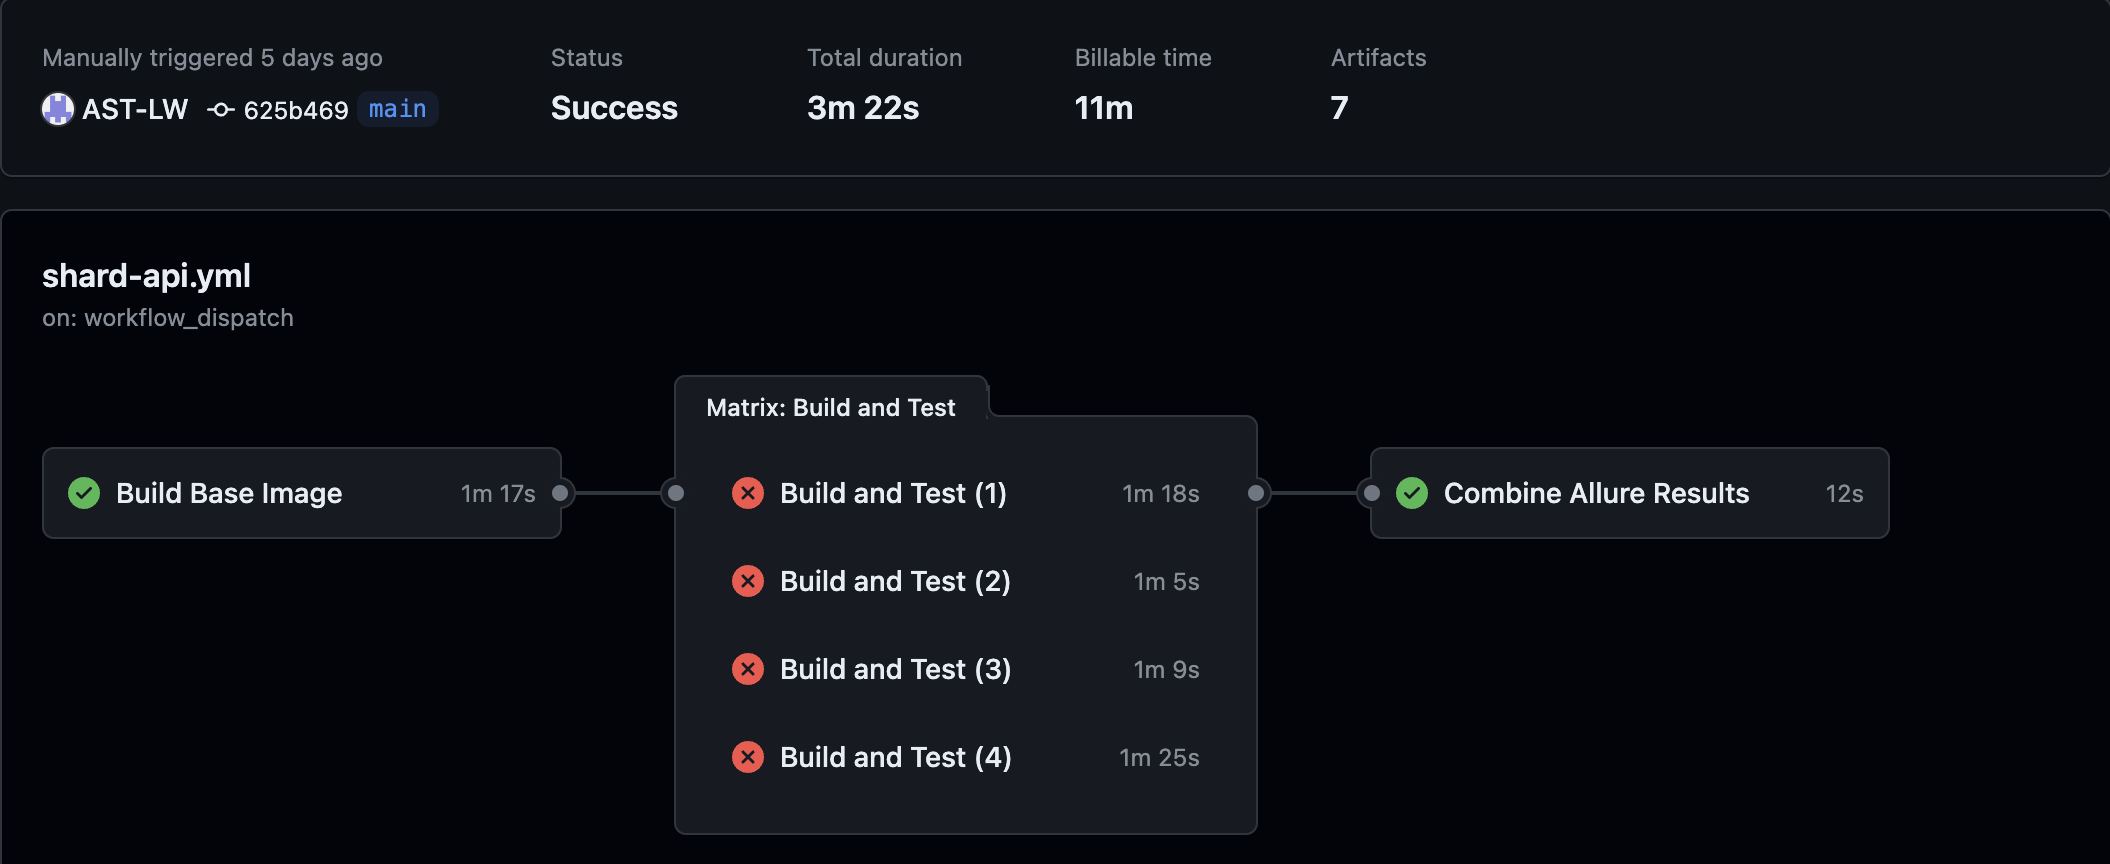 Manually triggered 5 days ago
AST-LW 625b469 main
Status
Success
Total duration
3m 22s
Billable time
11m
Artifacts
7
shard-api.yml
on: workflow_dispatch
Build Base Image 1m 17s
Matrix: Build and Test
Build and Test (1) 1m 18s
Build and Test (2) 1m 5s
Build and Test (3) 1m 9s
Build and Test (4) 1m 25s
Combine Allure Results 12s